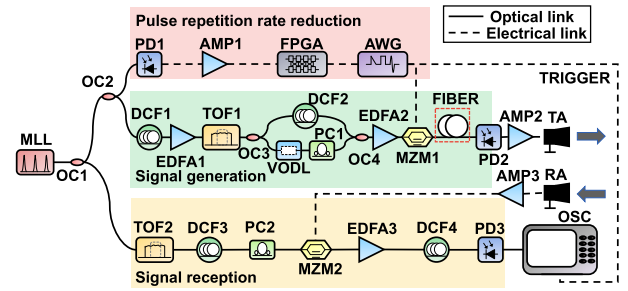 Pulse repetition rate reduction
Optical link
Electrical link
PD1
AMP1
FPGA
AWG
TRIGGER
OC2
DCF1
TOF1
DCF2
EDFA2
FIBER
AMP2
TA
MLL
PC1
OC1
EDFA1
OC3
VODL
OC4
MZM1
PD2
Signal generation
AMP3
RA
TOF2
DCF3
PC2
EDFA3
DCF4
PD3
OSC
MZM2
Signal reception